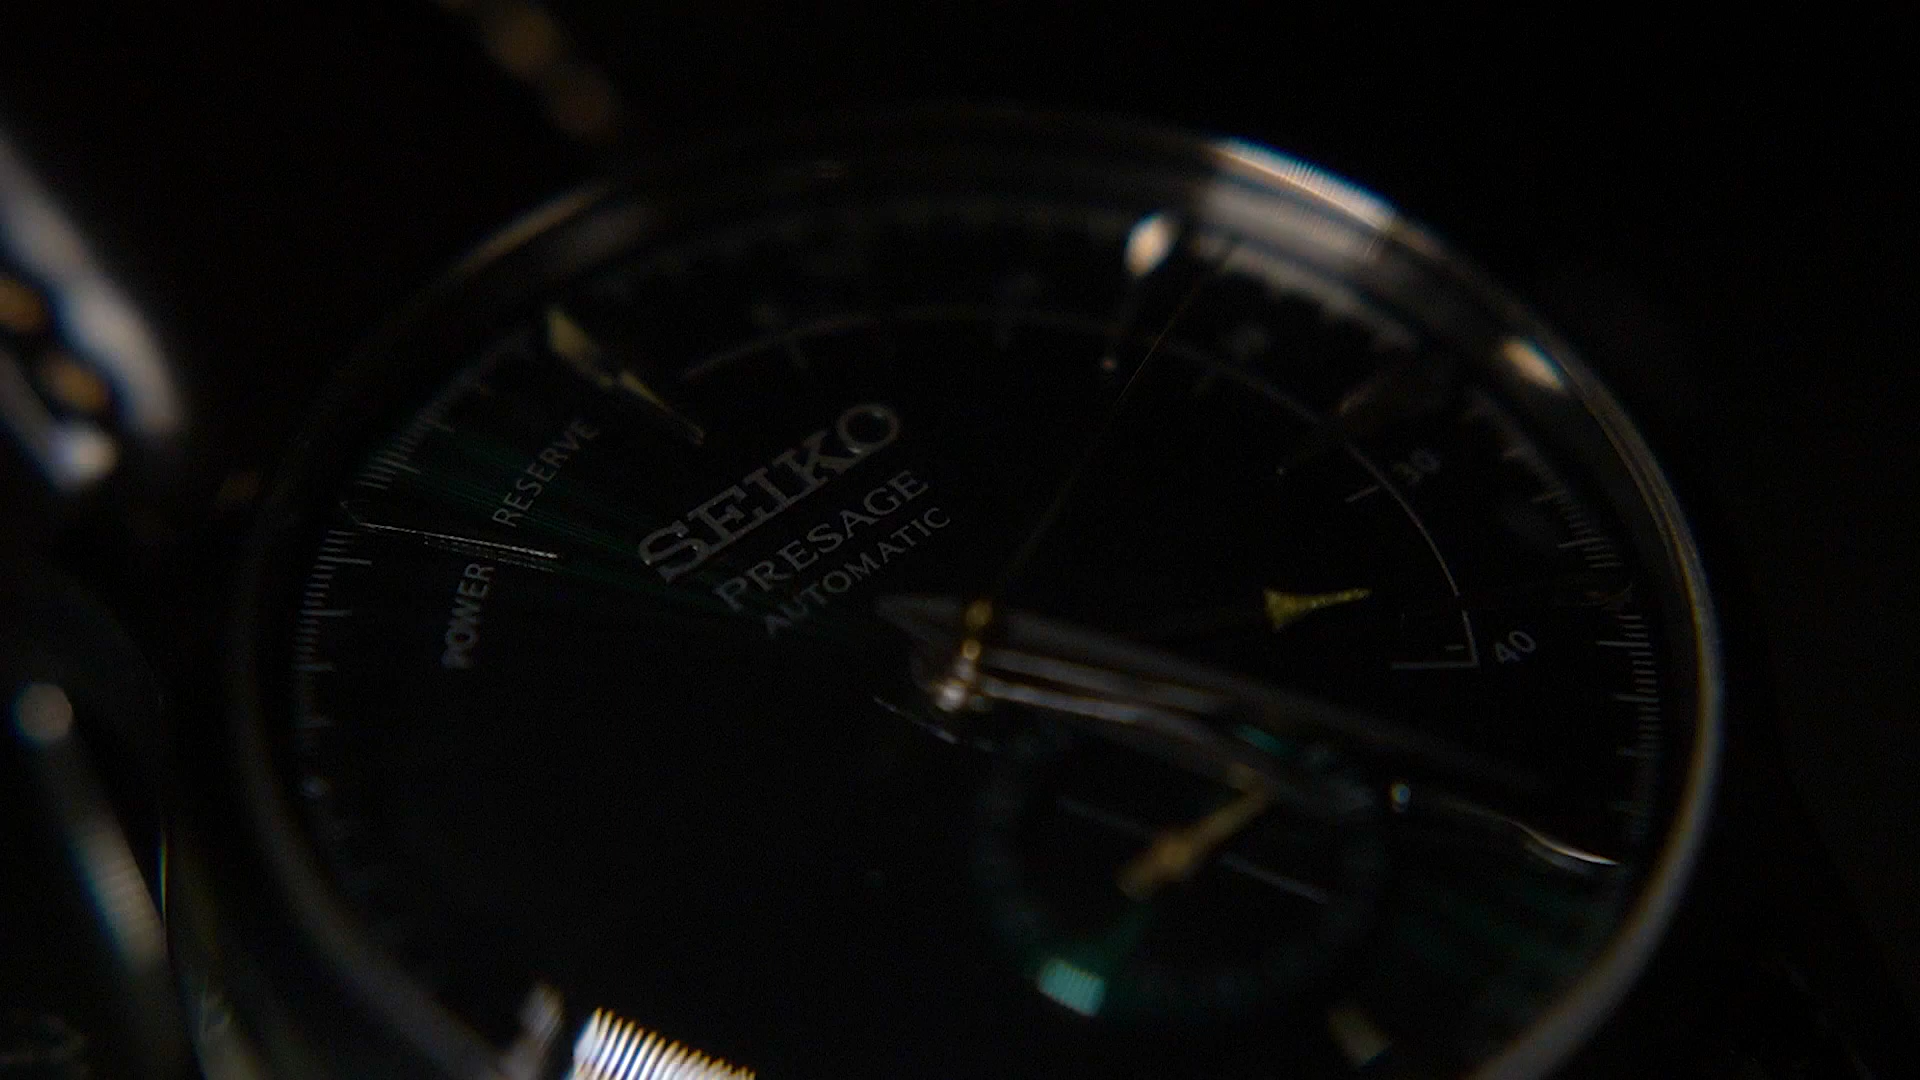 SEIKO
PRESAGE
AUTOMATIC
POWER RESERVE
30
40